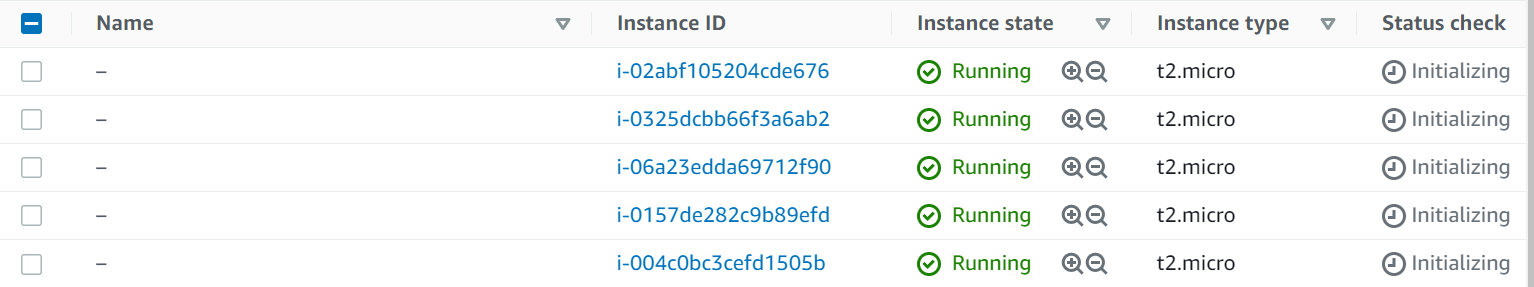 Name Instance ID Instance state Instance type Status check
– i-02abf105204cde676 Running t2.micro Initializing
– i-0325dcbb66f3a6ab2 Running t2.micro Initializing
– i-06a23edda69712f90 Running t2.micro Initializing
– i-0157de282c9b89efd Running t2.micro Initializing
– i-004c0bc3cefd1505b Running t2.micro Initializing